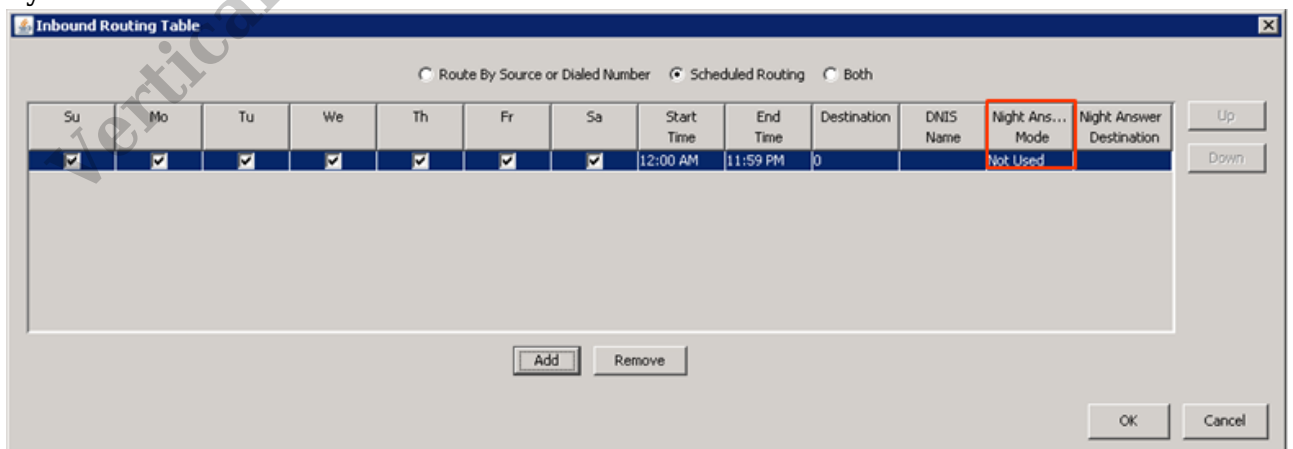 Inbound Routing Table
Route By Source or Dialed Number Scheduled Routing Both
Su Mo Tu We Th Fr Sa Start Time End Time Destination DNIS Name Night Ans... Mode Night Answer Destination
Up
12:00 AM 11:59 PM 0 Not Used
Down
Add Remove
OK Cancel
Vertica